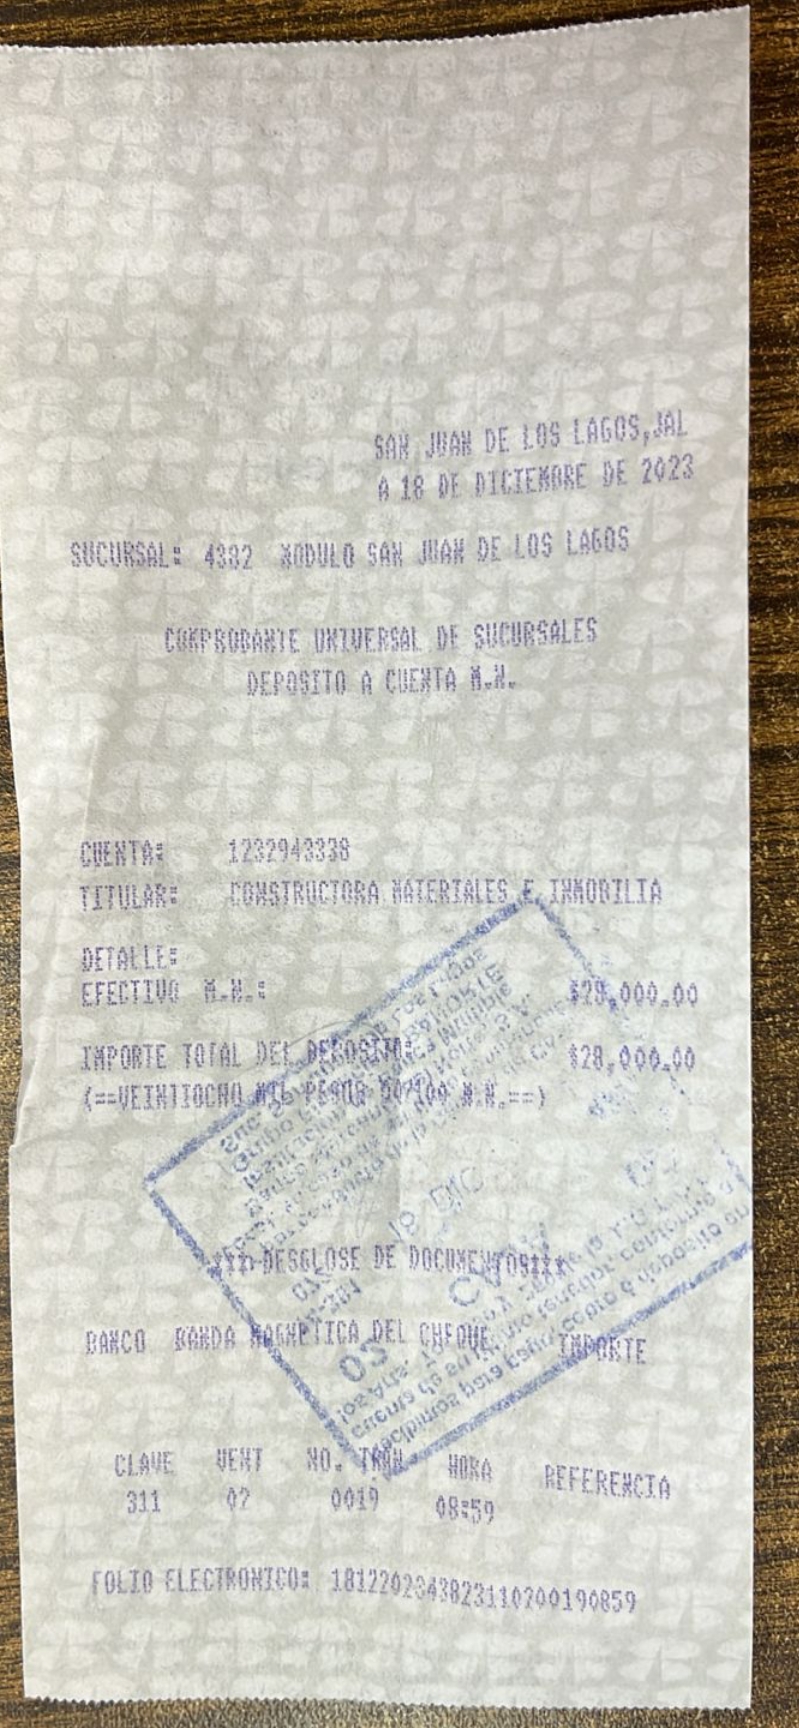 SAN JUAN DE LOS LAGOS,JAL
A 18 DE DICIEMBRE DE 2023
SUCURSAL: 4382 MODULO SAN JUAN DE LOS LAGOS
COMPROBANTE UNIVERSAL DE SUCURSALES
DEPOSITO A CUENTA M.N.
CUENTA: 1232943338
TITULAR: CONSTRUCTORA MATERIALES E INMOBILIA
DETALLE:
EFECTIVO M.N.: $28,000.00
IMPORTE TOTAL DEL DEPOSITO: $28,000.00
(==VEINTIOCHO MIL PESOS 00/100 M.N.==)
18 DIC
***DESGLOSE DE DOCUMENTOS***
BANCO BANDA MAGNETICA DEL CHEQUE IMPORTE
CLAVE VENT NO. TRAN HORA REFERENCIA
311 02 0019 08:59
FOLIO ELECTRONICO: 1812202343823110200190859